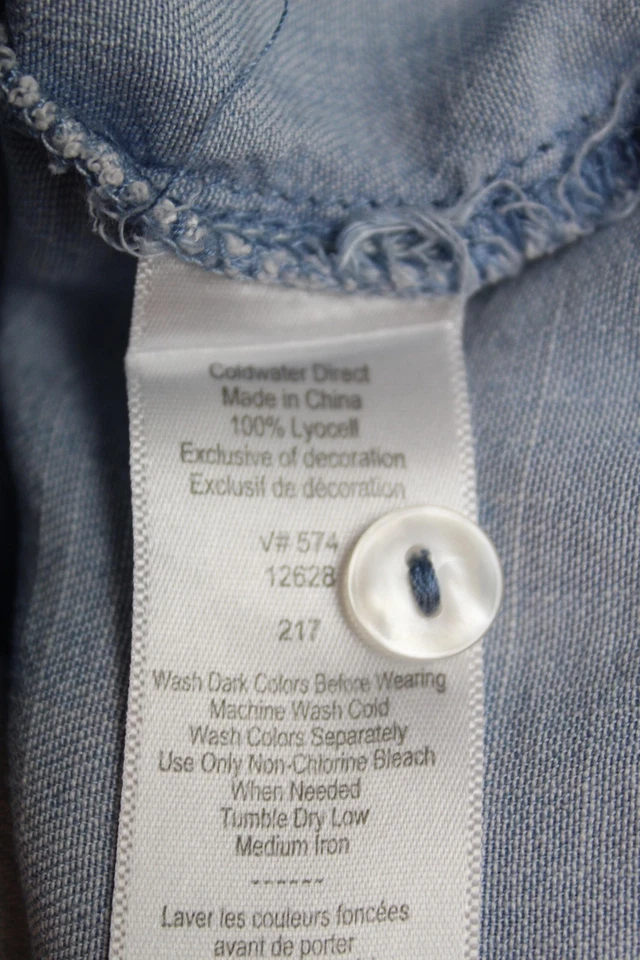 Coldwater Direct
Made in China
100% Lyocell
Exclusive of decoration
Exclusif de décoration
V# 574
12628
217
Wash Dark Colors Before Wearing
Machine Wash Cold
Wash Colors Separately
Use Only Non-Chlorine Bleach
When Needed
Tumble Dry Low
Medium Iron
------
Laver les couleurs foncées
avant de porter